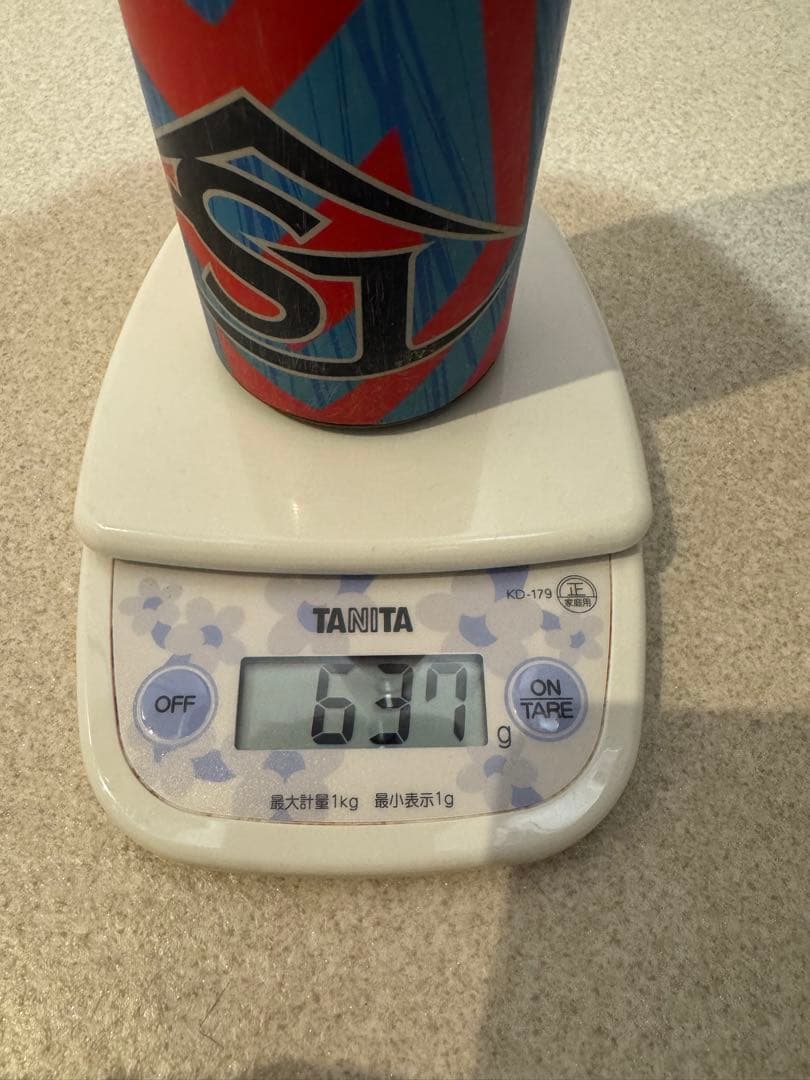 ST
TANITA
KD-179
正
家庭用
OFF
637 g
ON
TARE
最大計量1kg 最小表示1g